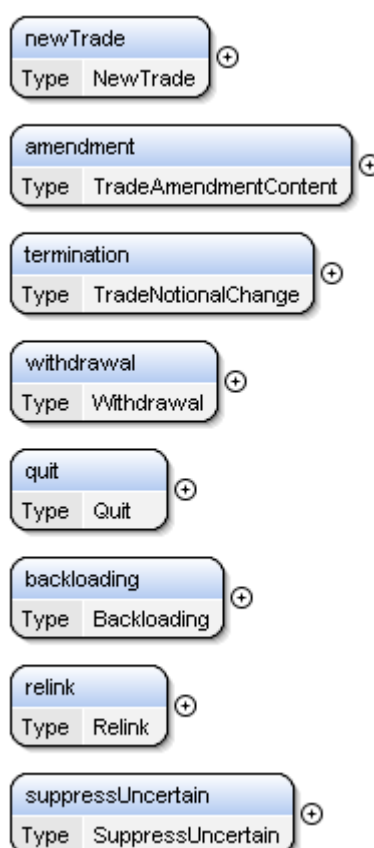 newTrade
Type NewTrade
amendment
Type TradeAmendmentContent
termination
Type TradeNotionalChange
withdrawal
Type Withdrawal
quit
Type Quit
backloading
Type Backloading
relink
Type Relink
suppressUncertain
Type SuppressUncertain